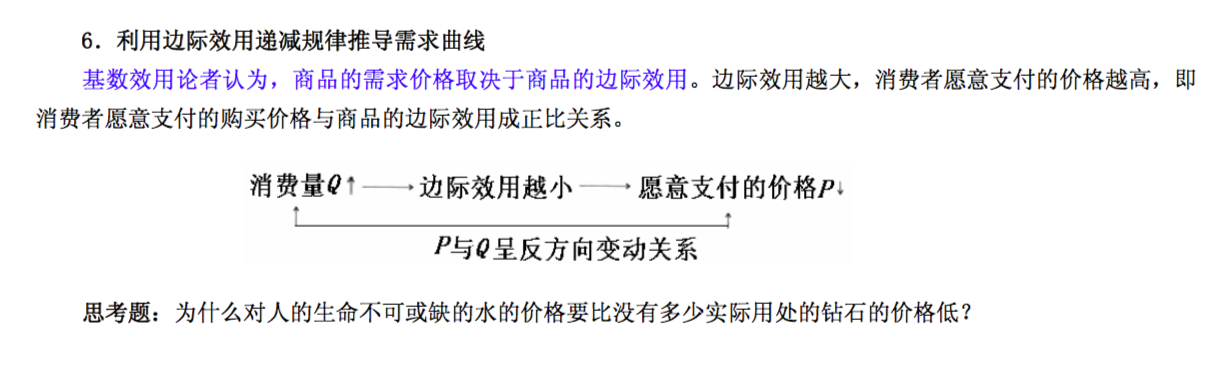 6．利用边际效用递减规律推导需求曲线
基数效用论者认为，商品的需求价格取决于商品的边际效用。边际效用越大，消费者愿意支付的价格越高，即
消费者愿意支付的购买价格与商品的边际效用成正比关系。
消费量Q↑→边际效用越小→愿意支付的价格P↓
P与Q呈反方向变动关系
思考题：为什么对人的生命不可或缺的水的价格要比没有多少实际用处的钻石的价格低？